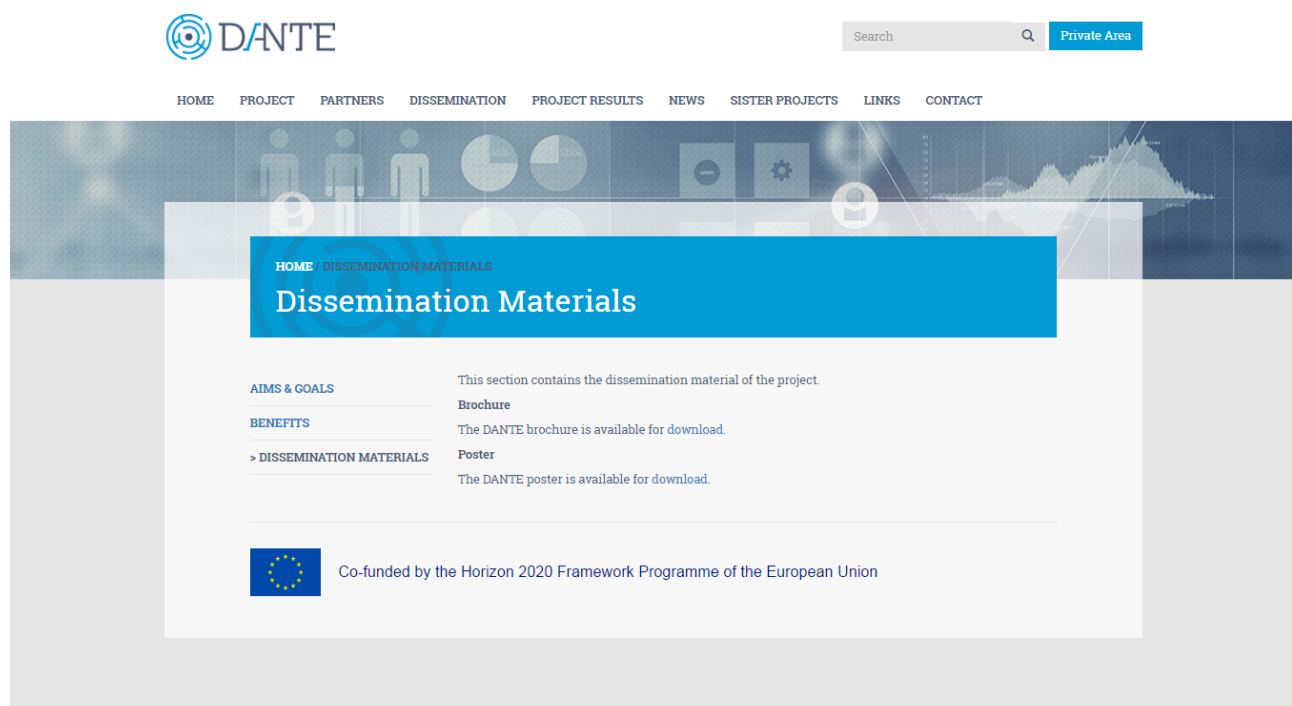 DANTE
Search
Private Area
HOME PROJECT PARTNERS DISSEMINATION PROJECT RESULTS NEWS SISTER PROJECTS LINKS CONTACT
HOME / DISSEMINATION MATERIALS
Dissemination Materials
AIMS & GOALS
BENEFITS
> DISSEMINATION MATERIALS
This section contains the dissemination material of the project.
Brochure
The DANTE brochure is available for download.
Poster
The DANTE poster is available for download.
Co-funded by the Horizon 2020 Framework Programme of the European Union